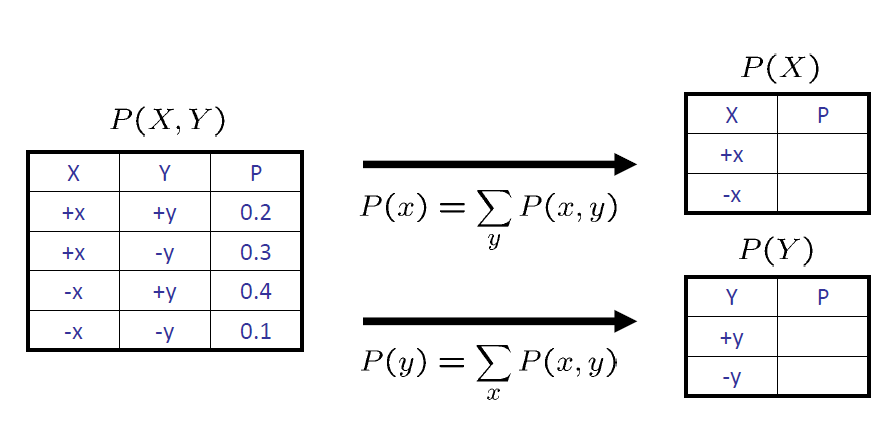 P(X, Y)
X Y P
+x +y 0.2
+x -y 0.3
-x +y 0.4
-x -y 0.1
P(x) = ∑_y P(x, y)
P(y) = ∑_x P(x, y)
P(X)
X P
+x
-x
P(Y)
Y P
+y
-y